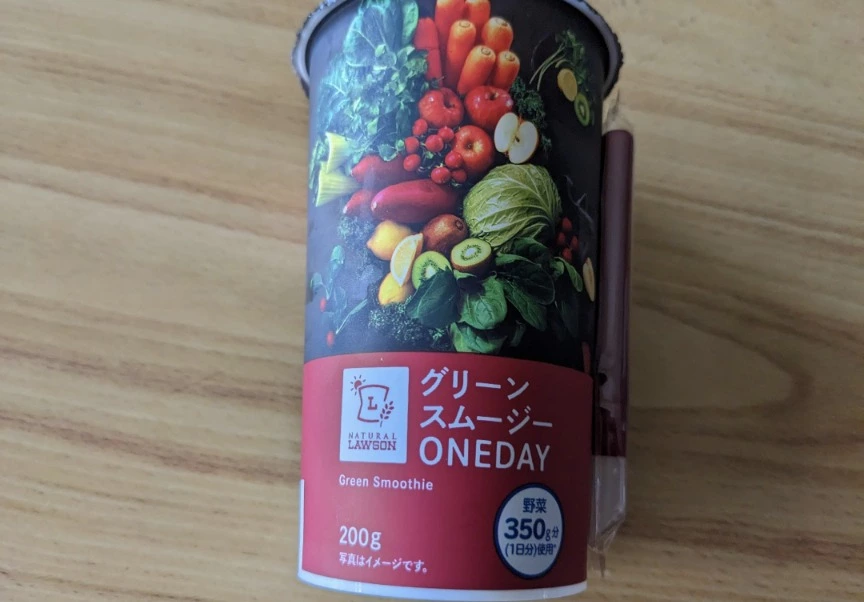 グリーン
スムージー
ONEDAY
L
NATURAL
LAWSON
Green Smoothie
200g
写真はイメージです。
野菜
350g分
(1日分)使用*